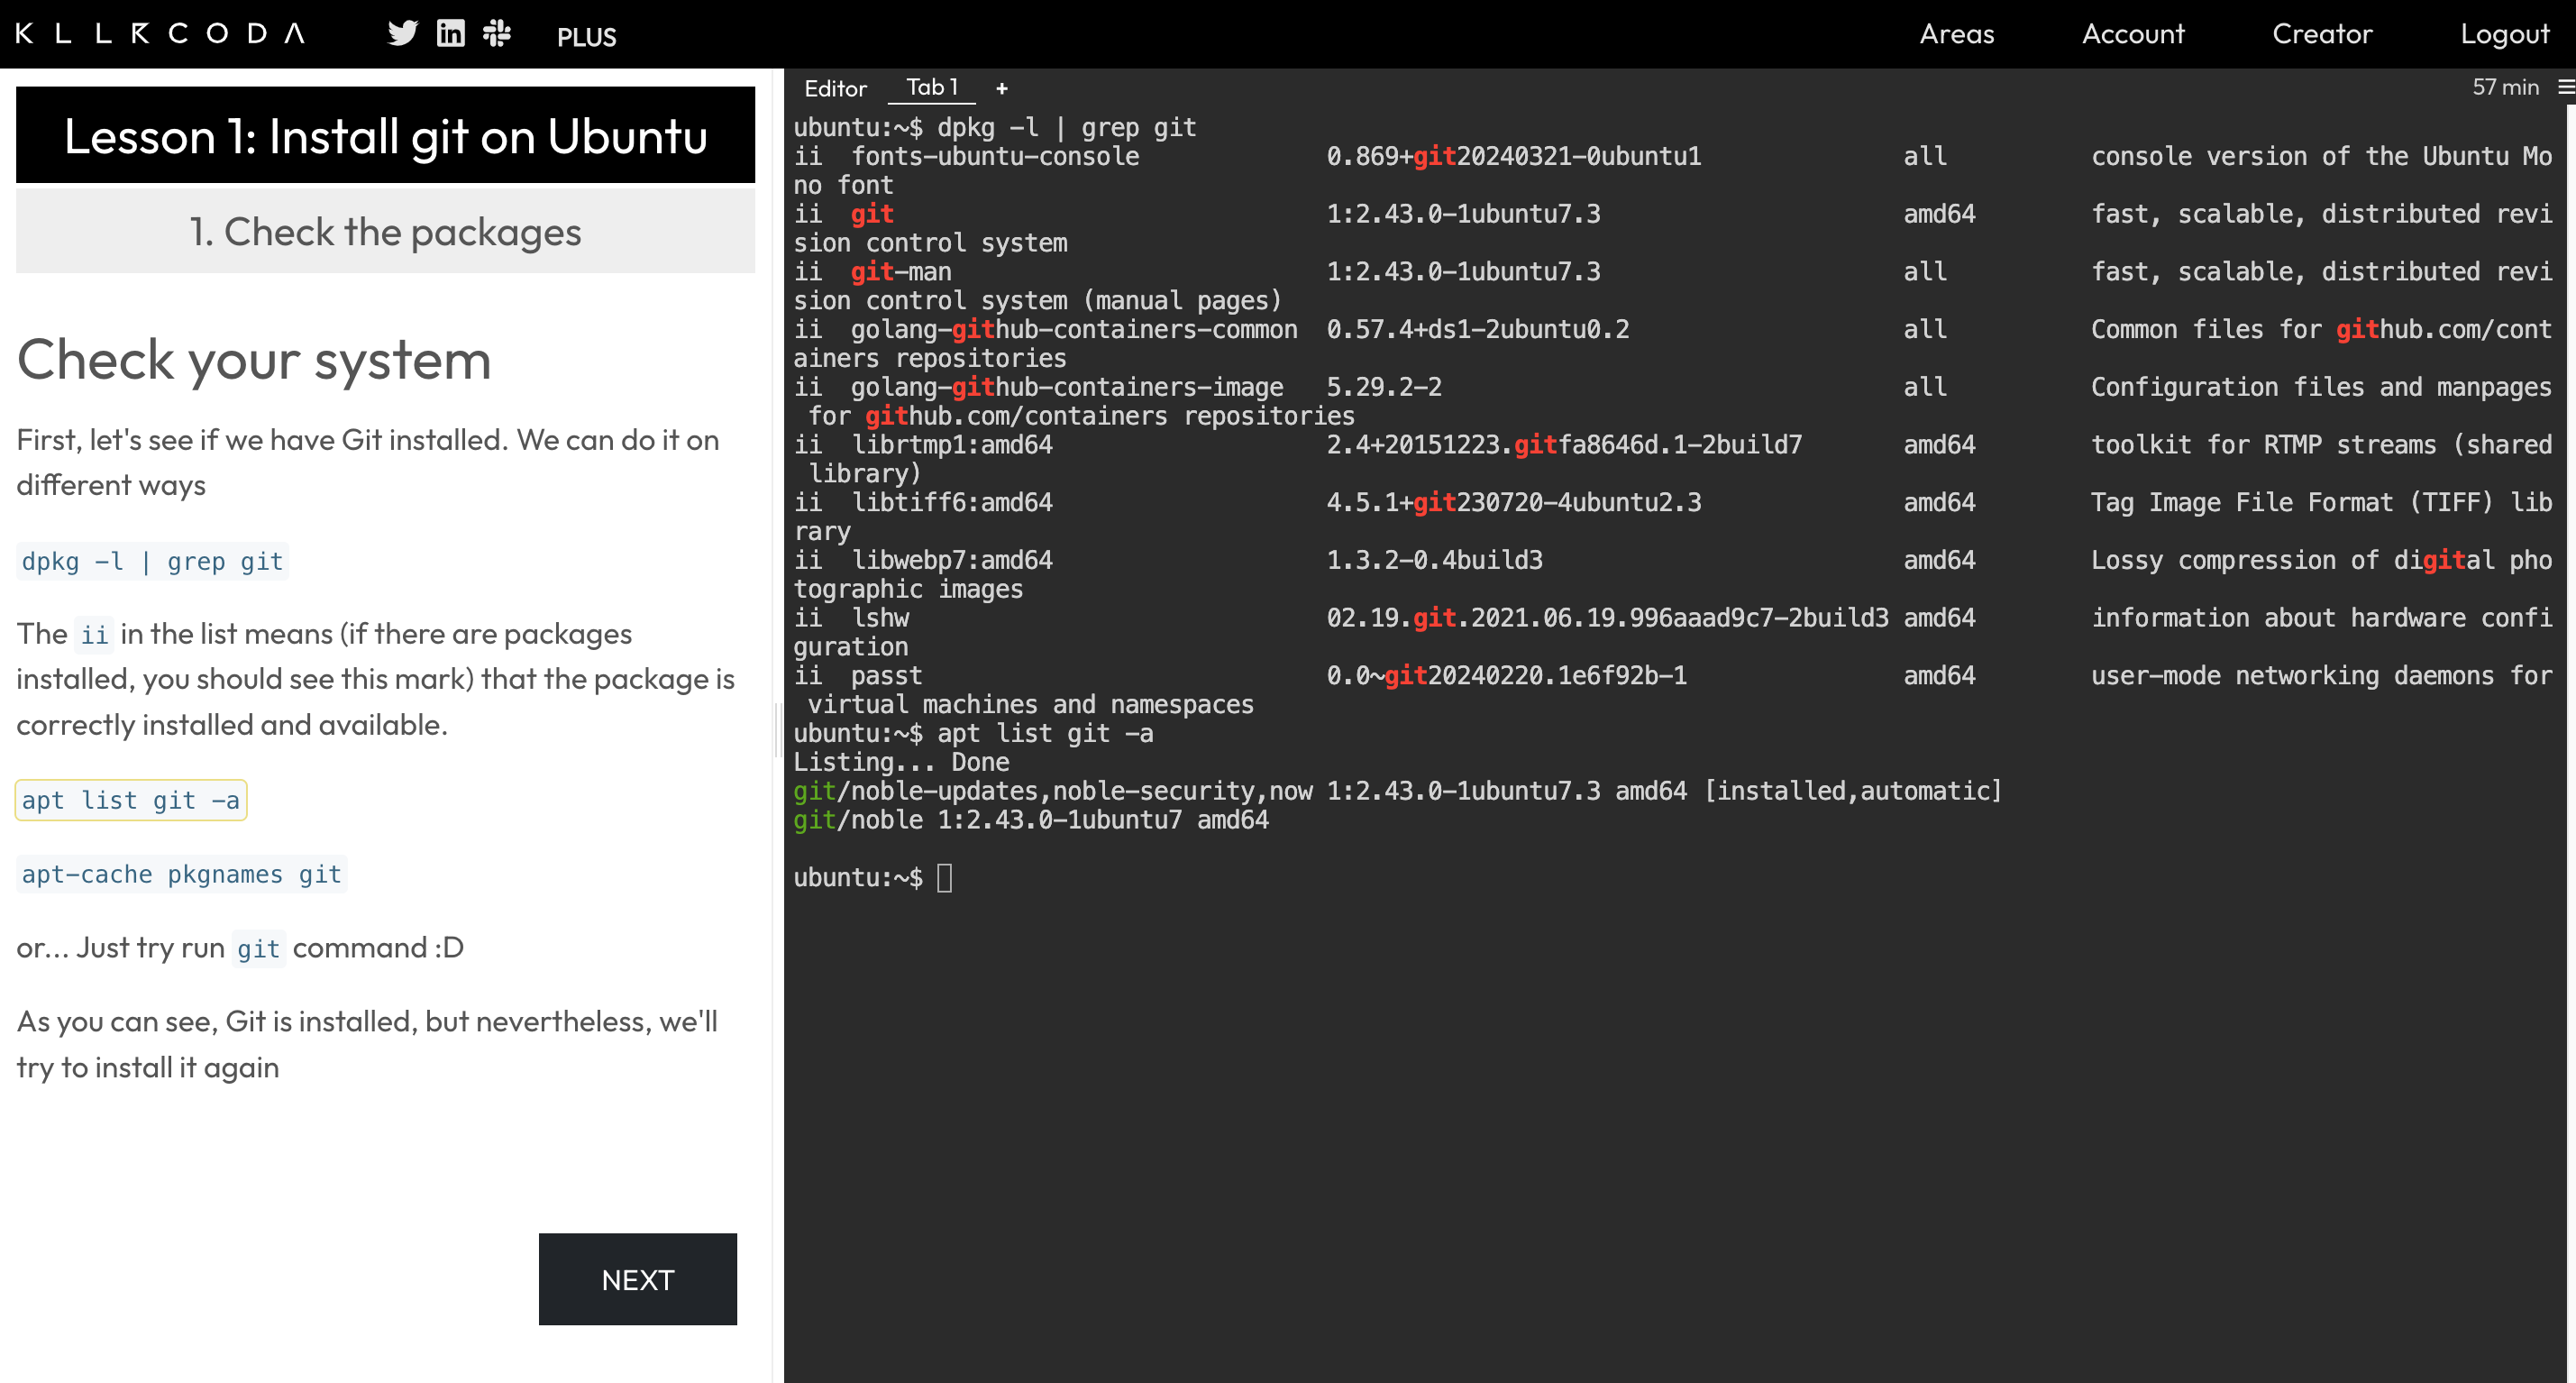 KLLRCODA
PLUS
Areas
Account
Creator
Logout
Lesson 1: Install git on Ubuntu
1. Check the packages
Check your system
First, let's see if we have Git installed. We can do it on
different ways
dpkg -l | grep git
The ii in the list means (if there are packages
installed, you should see this mark) that the package is
correctly installed and available.
apt list git -a
apt-cache pkgnames git
or... Just try run git command :D
As you can see, Git is installed, but nevertheless, we'll
try to install it again
NEXT
Editor
Tab 1
+
57 min
ubuntu:~$ dpkg -l | grep git
ii  fonts-ubuntu-console             0.869+git20240321-0ubuntu1              all          console version of the Ubuntu Mo
no font
ii  git                              1:2.43.0-1ubuntu7.3                     amd64        fast, scalable, distributed revi
sion control system
ii  git-man                          1:2.43.0-1ubuntu7.3                     all          fast, scalable, distributed revi
sion control system (manual pages)
ii  golang-github-containers-common  0.57.4+ds1-2ubuntu0.2                   all          Common files for github.com/cont
ainers repositories
ii  golang-github-containers-image   5.29.2-2                                all          Configuration files and manpages
 for github.com/containers repositories
ii  librtmp1:amd64                   2.4+20151223.gitfa8646d.1-2build7       amd64        toolkit for RTMP streams (shared
 library)
ii  libtiff6:amd64                   4.5.1+git230720-4ubuntu2.3              amd64        Tag Image File Format (TIFF) lib
rary
ii  libwebp7:amd64                   1.3.2-0.4build3                         amd64        Lossy compression of digital pho
tographic images
ii  lshw                             02.19.git.2021.06.19.996aaad9c7-2build3 amd64        information about hardware confi
guration
ii  passt                            0.0~git20240220.1e6f92b-1               amd64        user-mode networking daemons for
 virtual machines and namespaces
ubuntu:~$ apt list git -a
Listing... Done
git/noble-updates,noble-security,now 1:2.43.0-1ubuntu7.3 amd64 [installed,automatic]
git/noble 1:2.43.0-1ubuntu7 amd64
ubuntu:~$